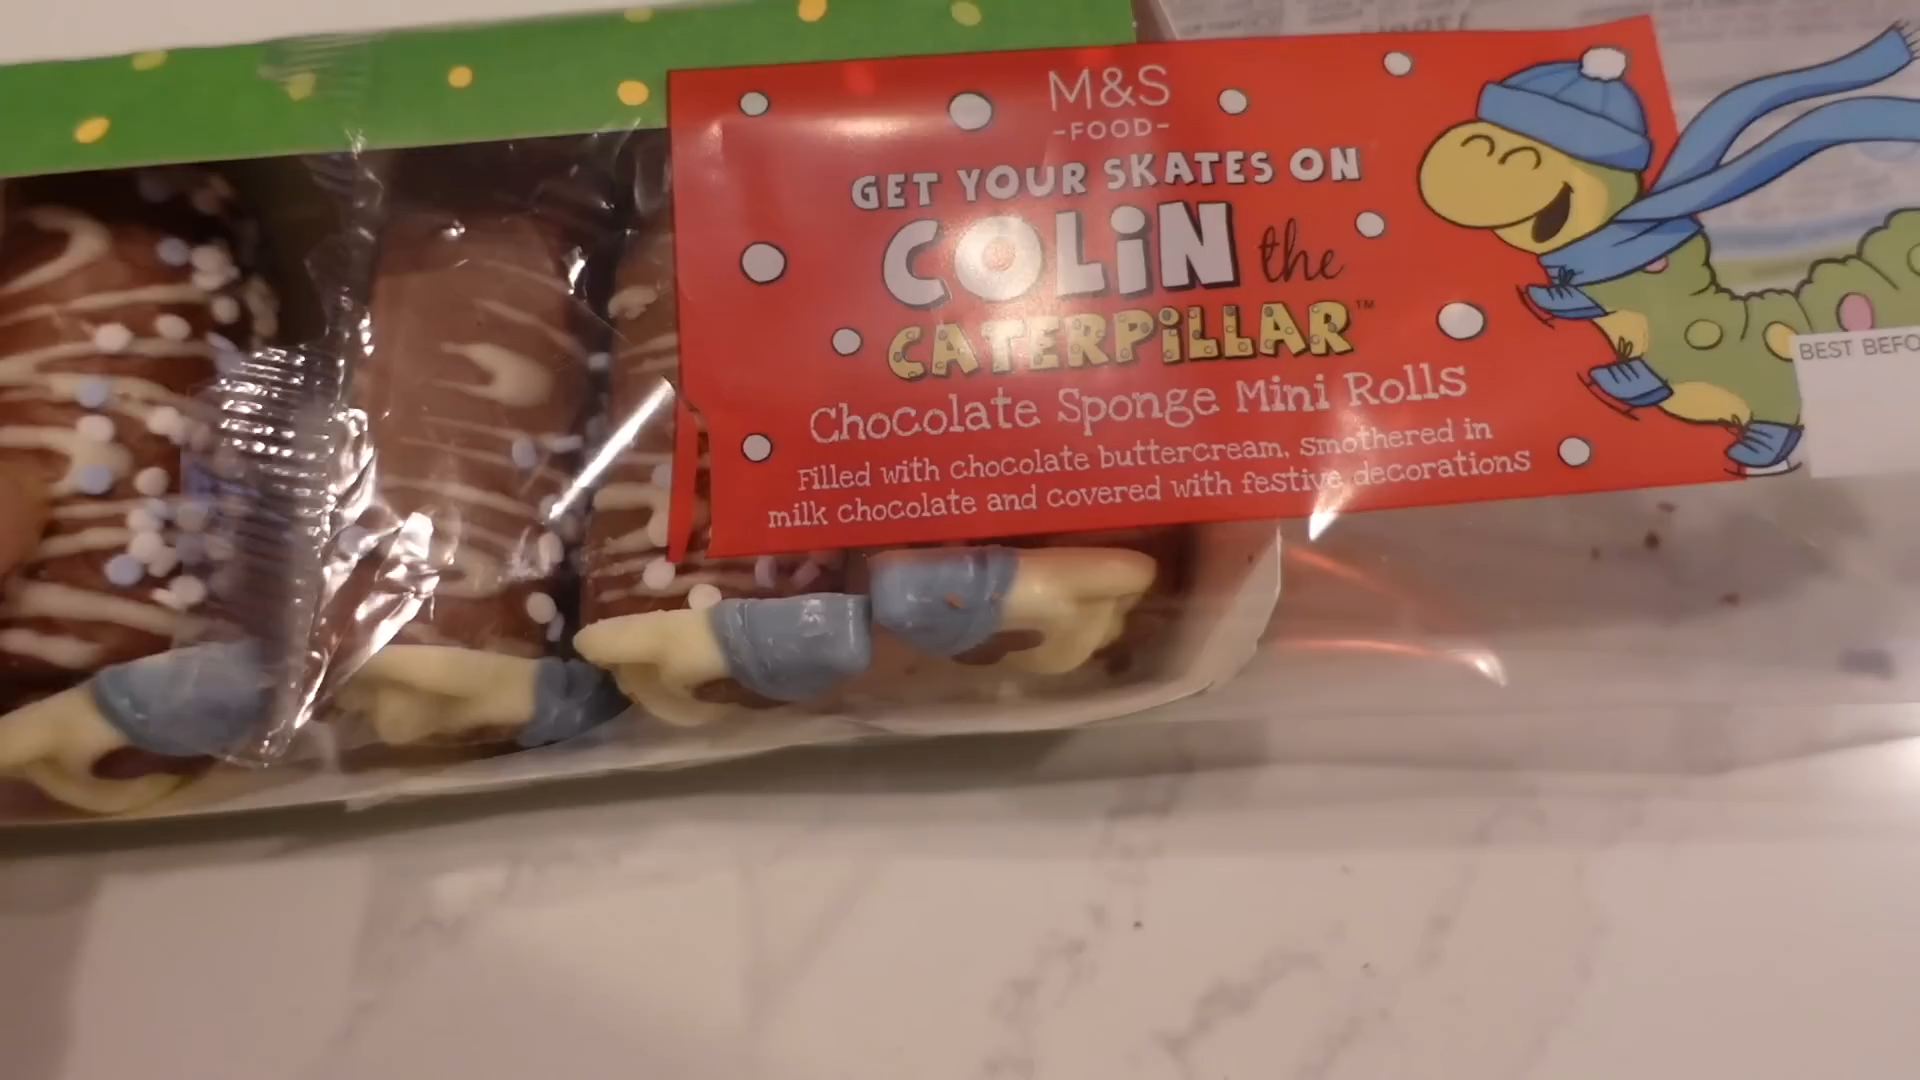 M&S
-FOOD-
GET YOUR SKATES ON
COLiN the
CATERPiLLAR™
Chocolate Sponge Mini Rolls
Filled with chocolate buttercream, smothered in
milk chocolate and covered with festive decorations
BEST BEFO